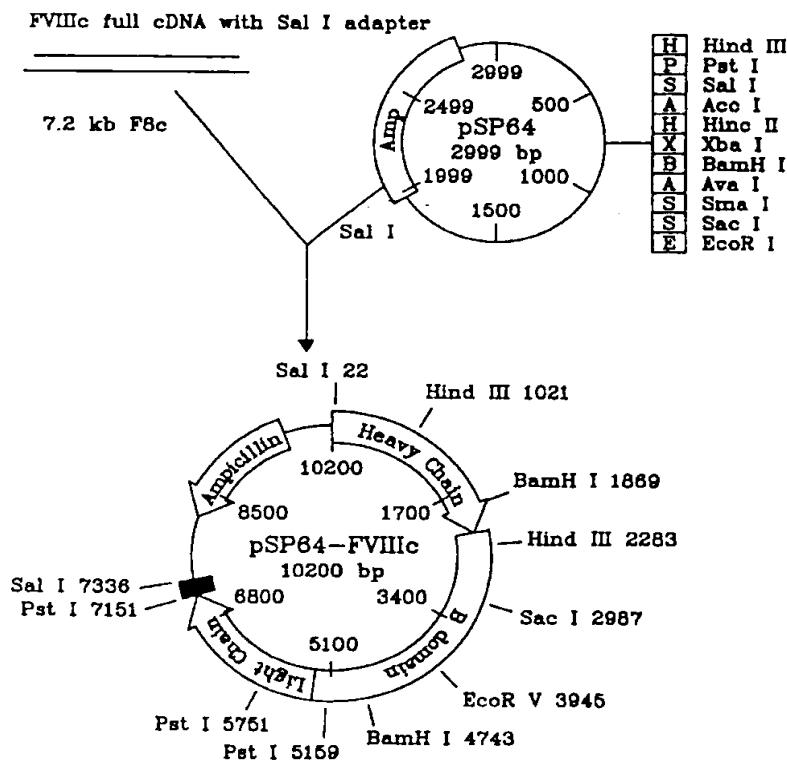 FVIIIc full cDNA with Sal I adapter
7.2 kb F8c
Amp
2999
2499
500
pSP64
2999 bp
1999
1000
1500
Sal I
H Hind III
P Pst I
S Sal I
A Acc I
H Hinc II
X Xba I
B BamH I
A Ava I
S Sma I
S Sac I
E EcoR I
Sal I 22
Hind III 1021
Heavy Chain
Ampicillin
10200
BamH I 1869
8500
1700
Hind III 2283
pSP64-FVIIIc
10200 bp
Sal I 7336
Pst I 7151
6800
3400
Sac I 2987
5100
B domain
Light Chain
EcoR V 3945
Pst I 5751
Pst I 5159
BamH I 4743